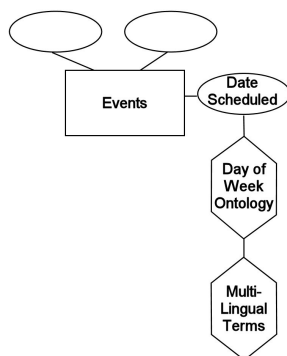 Events
Date
Scheduled
Day of
Week
Ontology
Multi-
Lingual
Terms